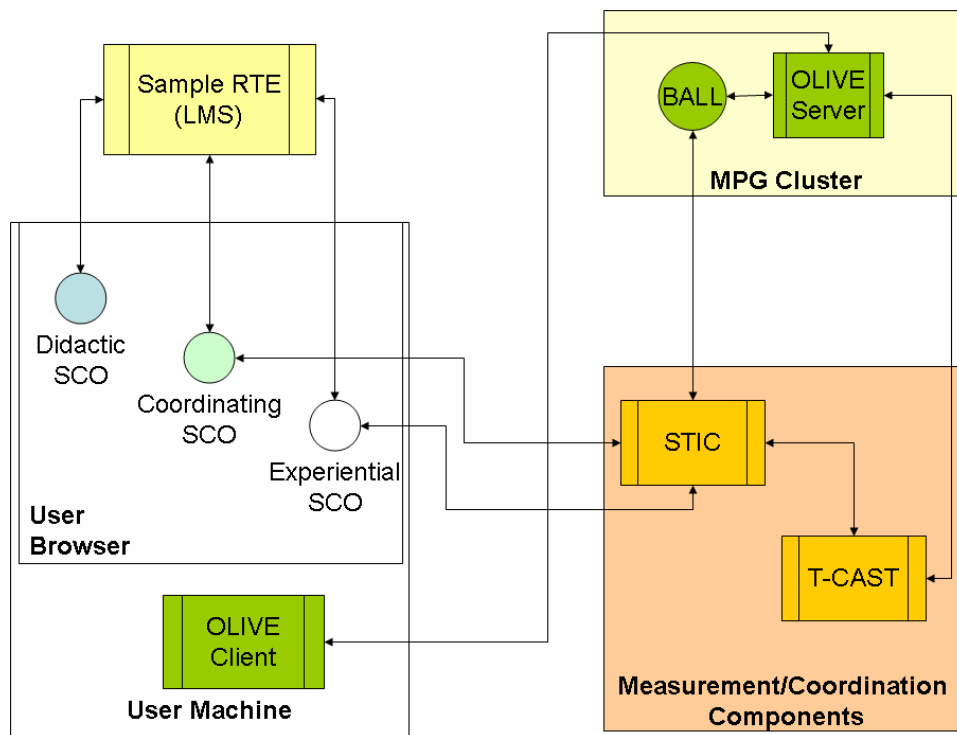 Sample RTE
(LMS)
BALL
OLIVE
Server
MPG Cluster
Didactic
SCO
Coordinating
SCO
Experiential
SCO
User
Browser
OLIVE
Client
User Machine
STIC
T-CAST
Measurement/Coordination
Components